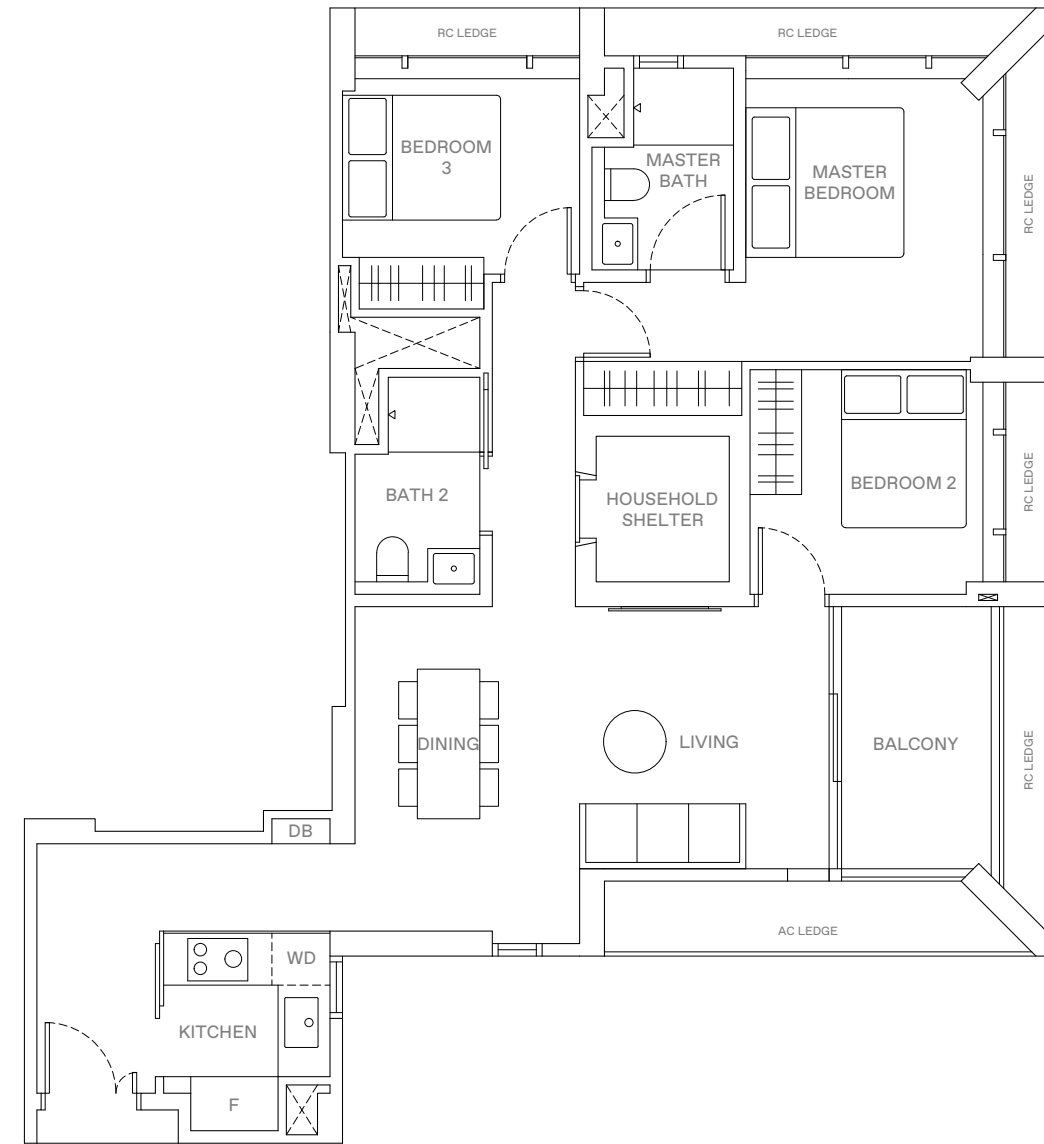 RC LEDGE
RC LEDGE
BEDROOM
3
MASTER
BATH
MASTER
BEDROOM
RC LEDGE
BATH 2
HOUSEHOLD
SHELTER
BEDROOM 2
RC LEDGE
DINING
LIVING
BALCONY
RC LEDGE
DB
AC LEDGE
WD
KITCHEN
F